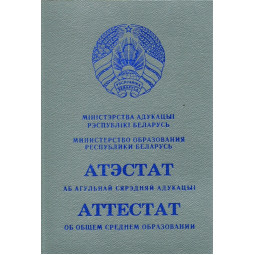 МІНІСТЭРСТВА АДУКАЦЫІ
РЭСПУБЛІКІ БЕЛАРУСЬ
МИНИСТЕРСТВО ОБРАЗОВАНИЯ
РЕСПУБЛИКИ БЕЛАРУСЬ
АТЭСТАТ
АБ АГУЛЬНАЙ СЯРЭДНЯЙ АДУКАЦЫІ
АТТЕСТАТ
ОБ ОБЩЕМ СРЕДНЕМ ОБРАЗОВАНИИ